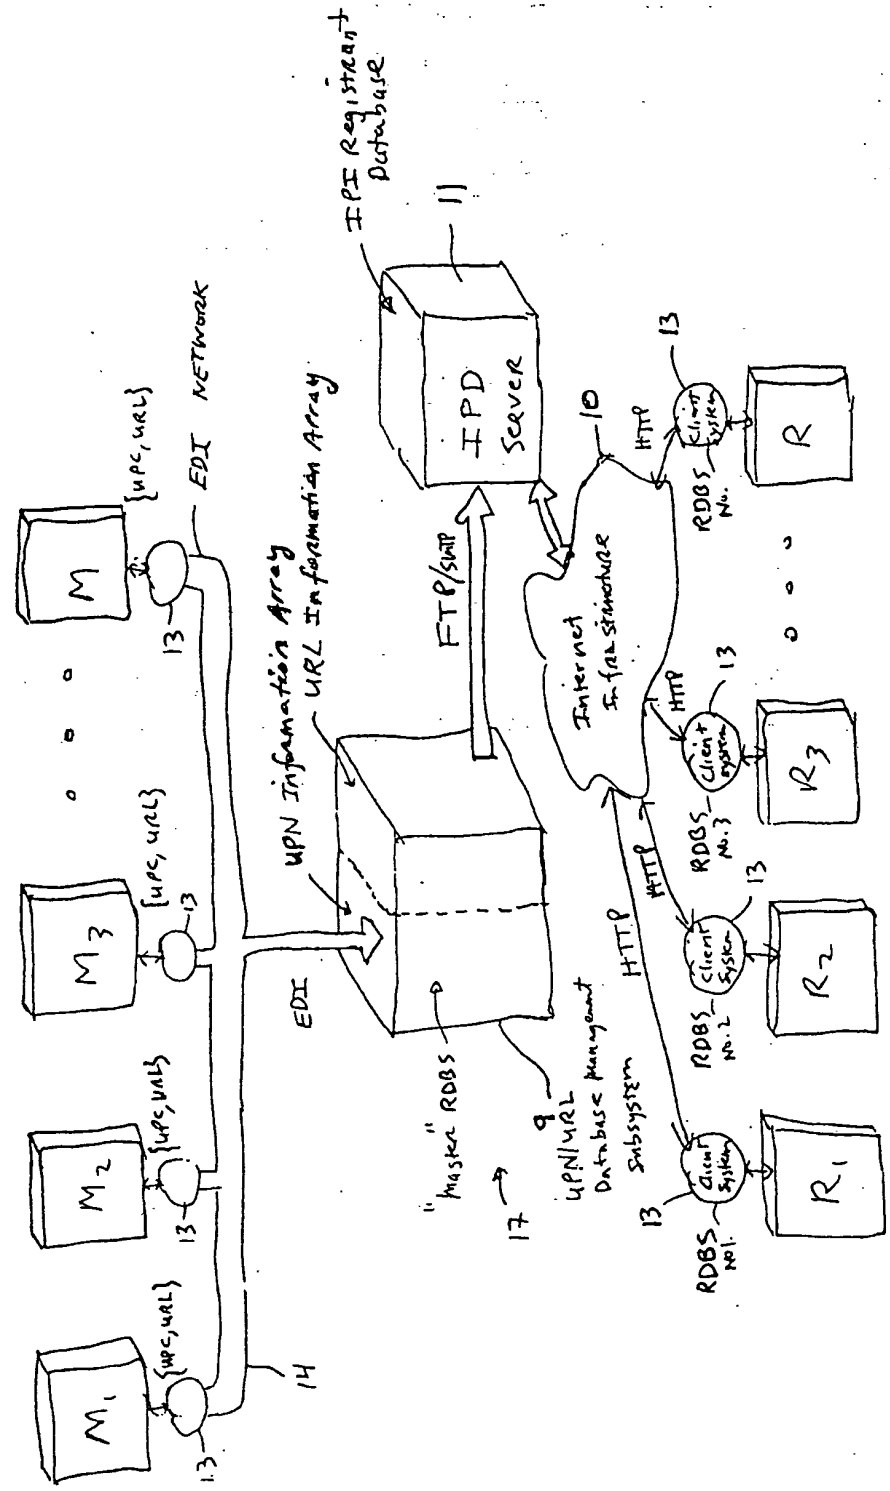 M1
{UPC, URL}
13
M2
{UPC, URL}
13
M3
{UPC, URL}
13
M
{UPC, URL}
13
EDI NETWORK
14
EDI
UPN Information Array
URL Information Array
"Master" RDBS
9
UPN/URL
Database Management
Subsystem
17
FTP/SMTP
IPD
Server
11
IPI Registrant
Database
10
Internet
Infrastructure
HTTP
HTTP
HTTP
HTTP
13
Client
System
RDBS
No1.
R1
13
Client
System
RDBS
No.2
R2
13
Client
System
RDBS
No.3
R3
13
Client
System
RDBS
No.
R